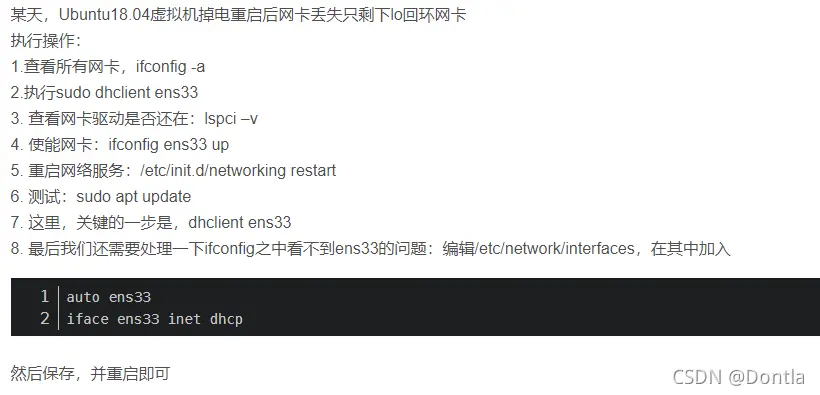 某天，Ubuntu18.04虚拟机掉电重启后网卡丢失只剩下lo回环网卡
执行操作：
1.查看所有网卡，ifconfig -a
2.执行sudo dhclient ens33
3. 查看网卡驱动是否还在：lspci –v
4. 使能网卡：ifconfig ens33 up
5. 重启网络服务：/etc/init.d/networking restart
6. 测试：sudo apt update
7. 这里，关键的一步是，dhclient ens33
8. 最后我们还需要处理一下ifconfig之中看不到ens33的问题：编辑/etc/network/interfaces，在其中加入
1 auto ens33
2 iface ens33 inet dhcp
然后保存，并重启即可
CSDN @Dontla